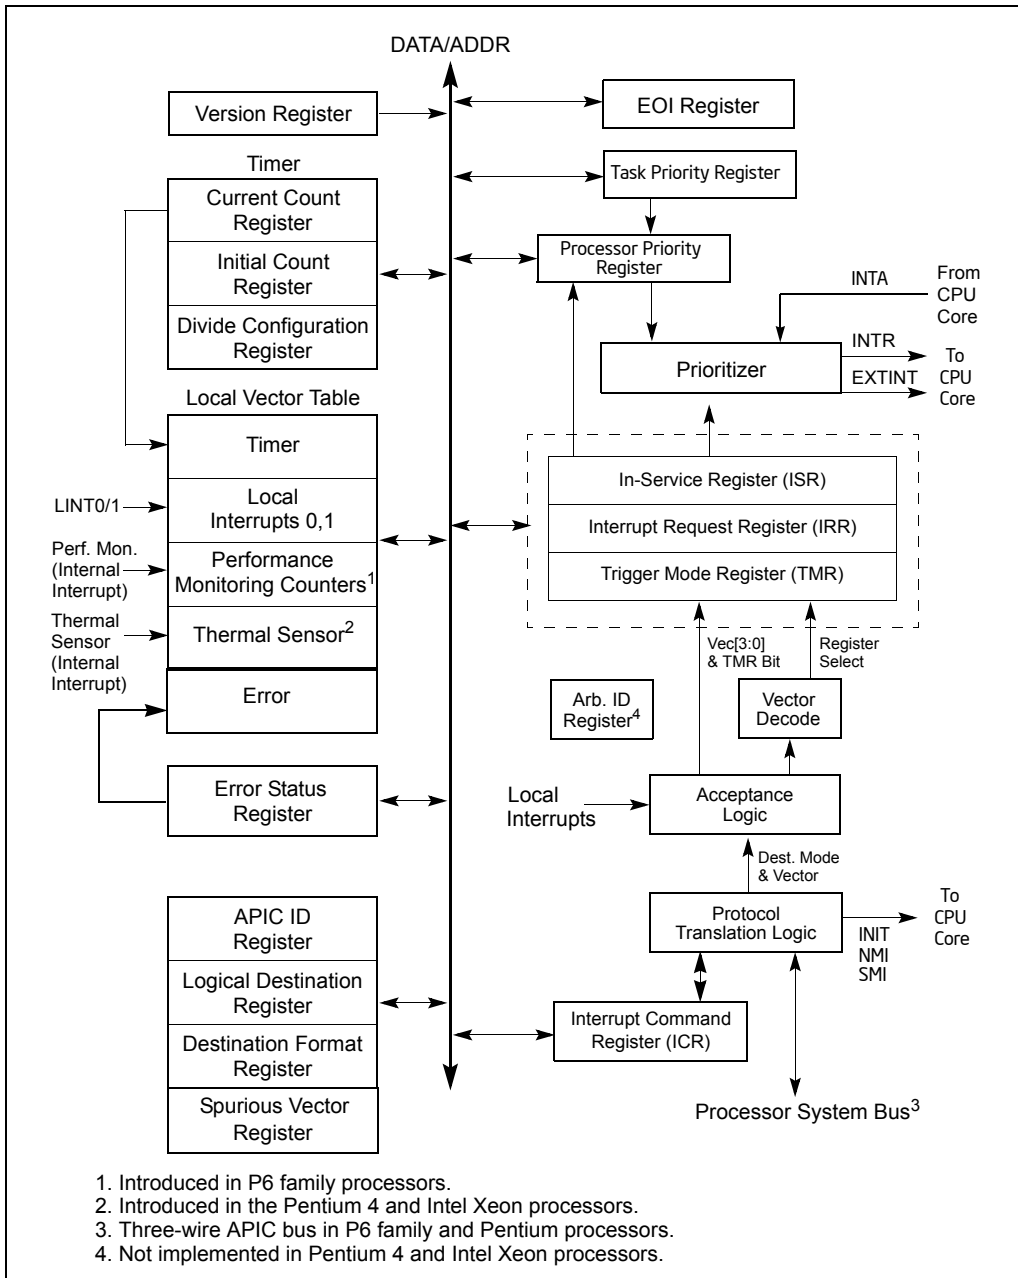 DATA/ADDR
Version Register
EOI Register
Timer
Current Count
Register
Initial Count
Register
Divide Configuration
Register
Task Priority Register
Processor Priority
Register
INTA
From
CPU
Core
Prioritizer
INTR
EXTINT
To
CPU
Core
Local Vector Table
Timer
Local
Interrupts 0,1
Performance
Monitoring Counters1
Thermal Sensor2
Error
LINT0/1
Perf. Mon.
(Internal
Interrupt)
Thermal
Sensor
(Internal
Interrupt)
In-Service Register (ISR)
Interrupt Request Register (IRR)
Trigger Mode Register (TMR)
Vec[3:0]
& TMR Bit
Register
Select
Arb. ID
Register4
Vector
Decode
Error Status
Register
Local
Interrupts
Acceptance
Logic
Dest. Mode
& Vector
Protocol
Translation Logic
INIT
NMI
SMI
To
CPU
Core
APIC ID
Register
Logical Destination
Register
Destination Format
Register
Spurious Vector
Register
Interrupt Command
Register (ICR)
Processor System Bus3
1. Introduced in P6 family processors.
2. Introduced in the Pentium 4 and Intel Xeon processors.
3. Three-wire APIC bus in P6 family and Pentium processors.
4. Not implemented in Pentium 4 and Intel Xeon processors.